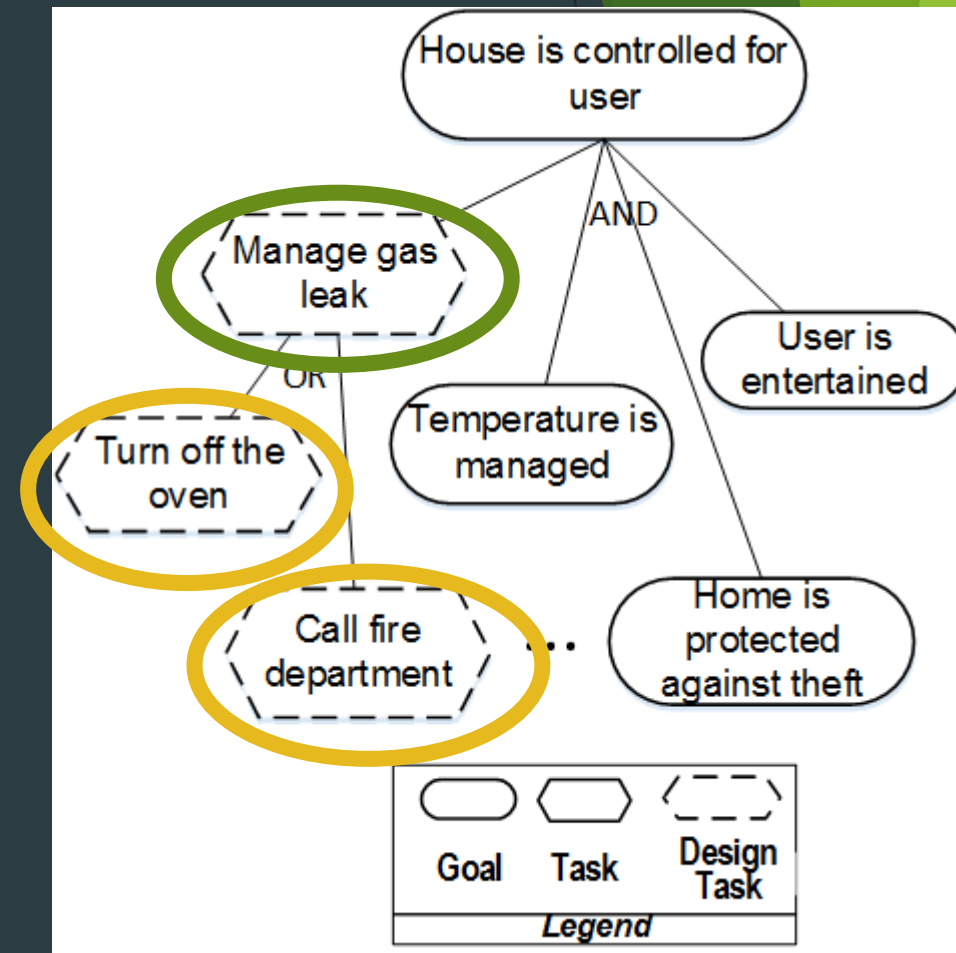 House is controlled for
user
AND
Manage gas
leak
OR
User is
entertained
Temperature is
managed
Turn off the
oven
Call fire
department
...
Home is
protected
against theft
Goal
Task
Design
Task
Legend